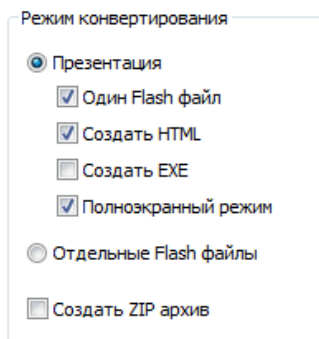 Режим конвертирования
Презентация
Один Flash файл
Создать HTML
Создать EXE
Полноэкранный режим
Отдельные Flash файлы
Создать ZIP архив